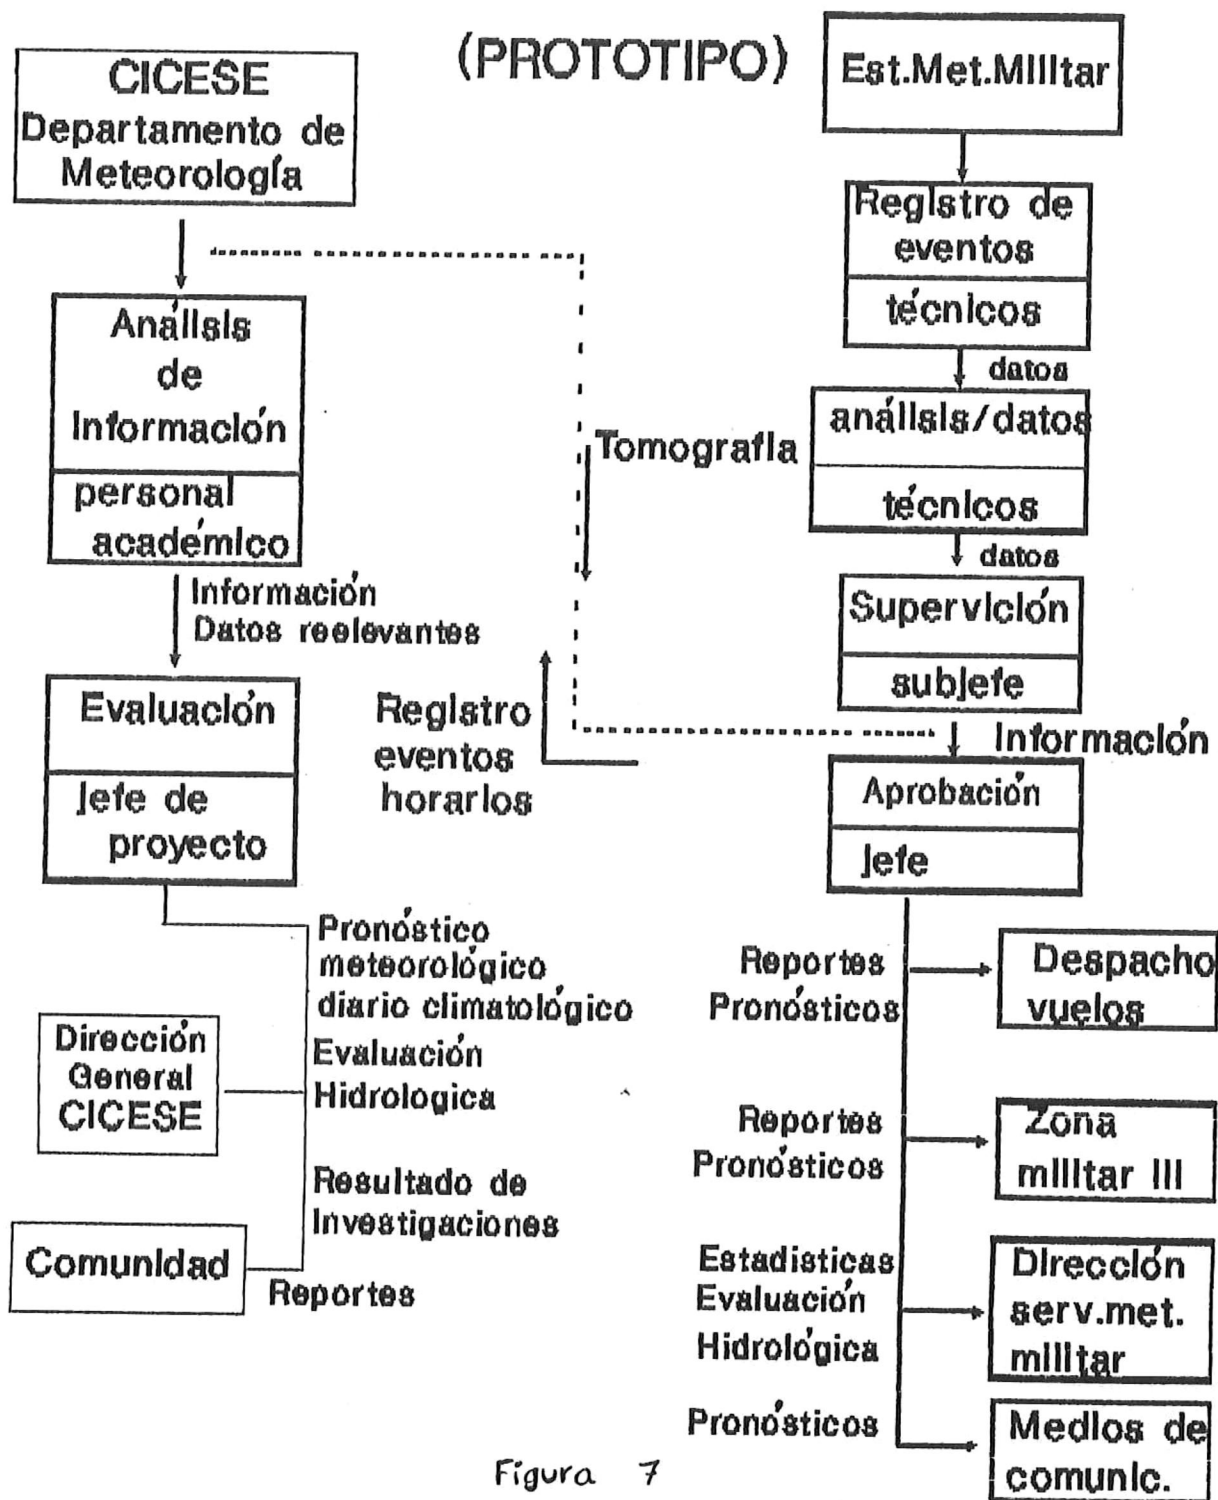 (PROTOTIPO)
CICESE
Departamento de
Meteorología
Análisis
de
Información
personal
académico
Información
Datos reelevantes
Evaluación
jefe de
proyecto
Pronóstico
meteorológico
diario climatológico
Evaluación
Hidrologica
Resultado de
investigaciones
Dirección
General
CICESE
Comunidad
Reportes
Tomografia
Registro
eventos
horarios
Est.Met.Militar
Registro de
eventos
técnicos
datos
análisis/datos
técnicos
datos
Supervición
subjefe
Información
Aprobación
jefe
Reportes
Pronósticos
Despacho
vuelos
Reportes
Pronósticos
Zona
militar III
Estadisticas
Evaluación
Hidrológica
Dirección
serv.met.
militar
Pronósticos
Medios de
comunic.
Figura 7